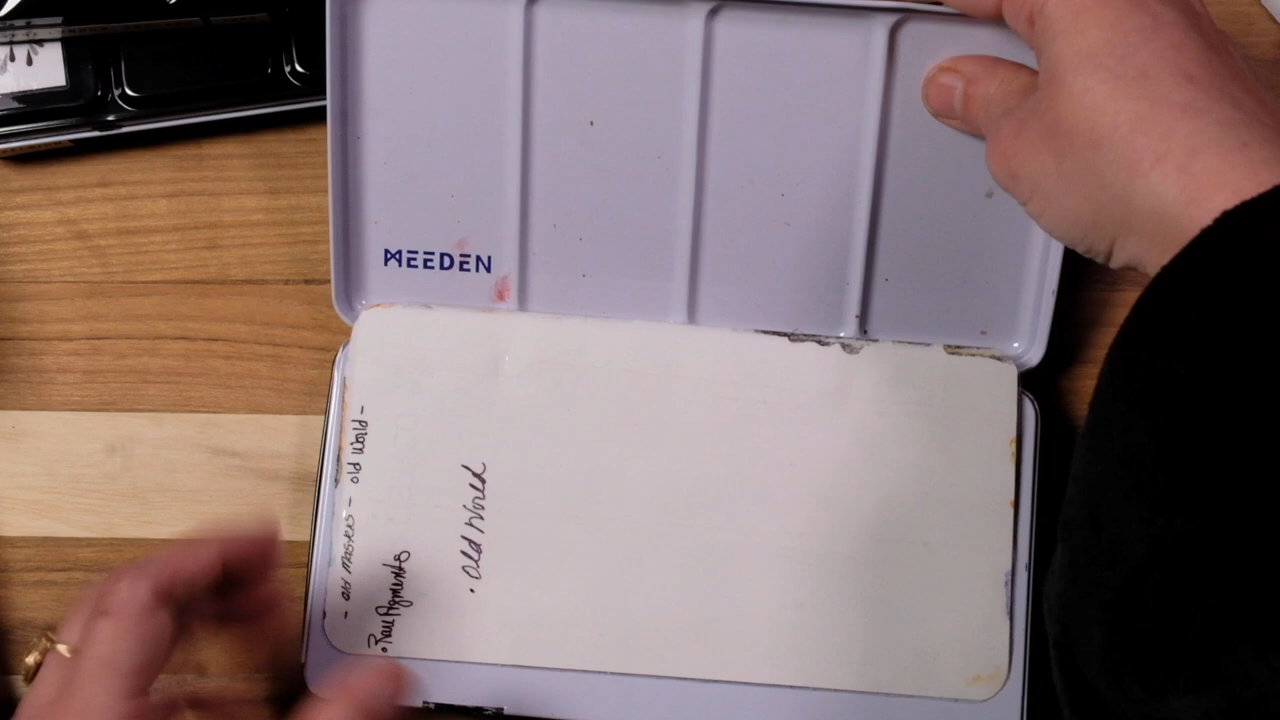 MEEDEN
- old Masters - old World -
• Raw Pigments
• Old World